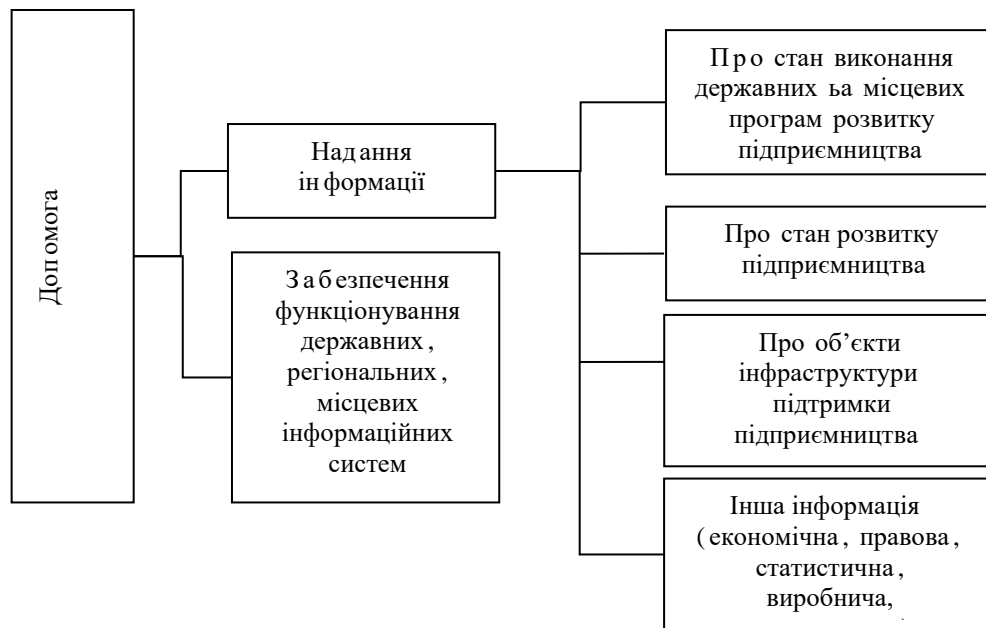 Допомога
Надання
інформації
Забезпечення
функціонування
державних,
регіональних,
місцевих
інформаційних
систем
Про стан виконання
державних ьа місцевих
програм розвитку
підприємництва
Про стан розвитку
підприємництва
Про об’єкти
інфраструктури
підтримки
підприємництва
Інша інформація
(економічна, правова,
статистична,
виробнича,